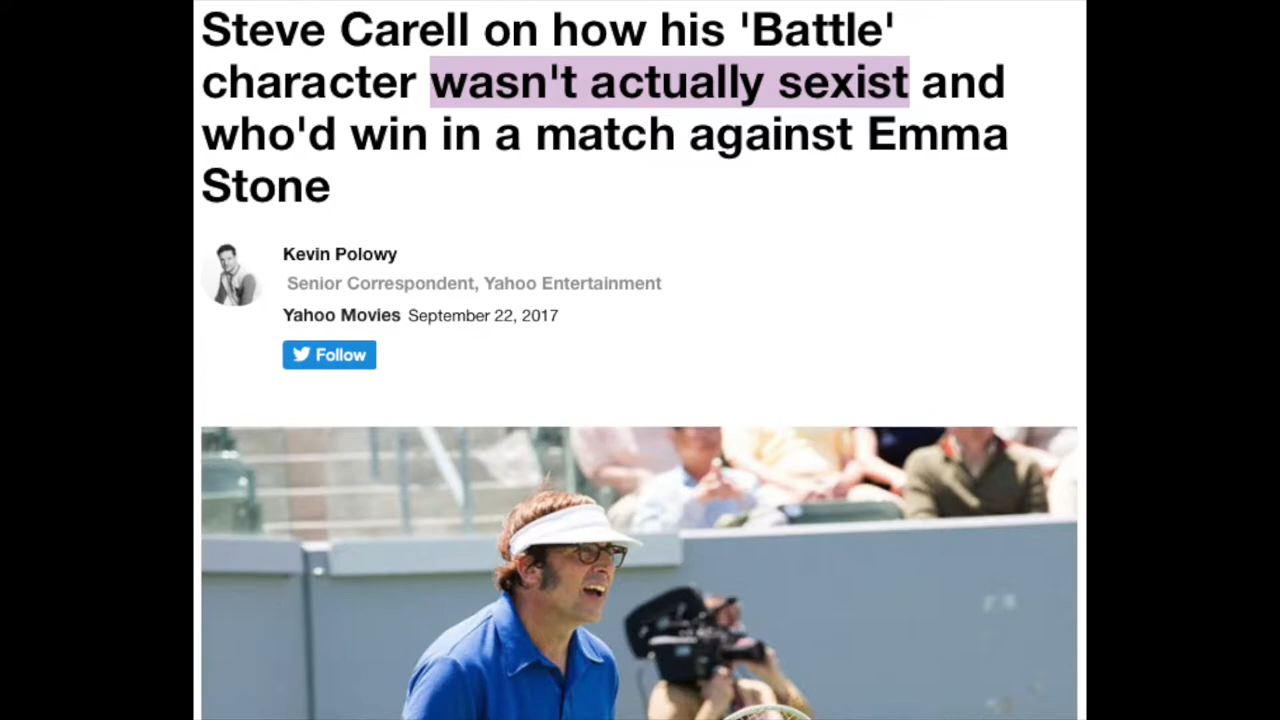 Steve Carell on how his 'Battle'
character wasn't actually sexist and
who'd win in a match against Emma
Stone
Kevin Polowy
Senior Correspondent, Yahoo Entertainment
Yahoo Movies September 22, 2017
Follow